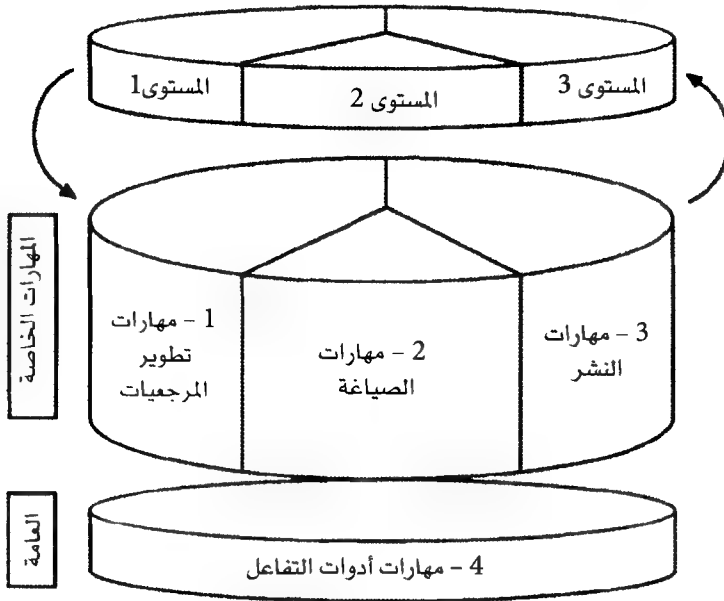 المستوى 3
المستوى 2
المستوى1
المهارات الخاصة
3 - مهارات
النشر
2 - مهارات
الصياغة
1 - مهارات
تطوير
المرجعيات
العامة
4 - مهارات أدوات التفاعل